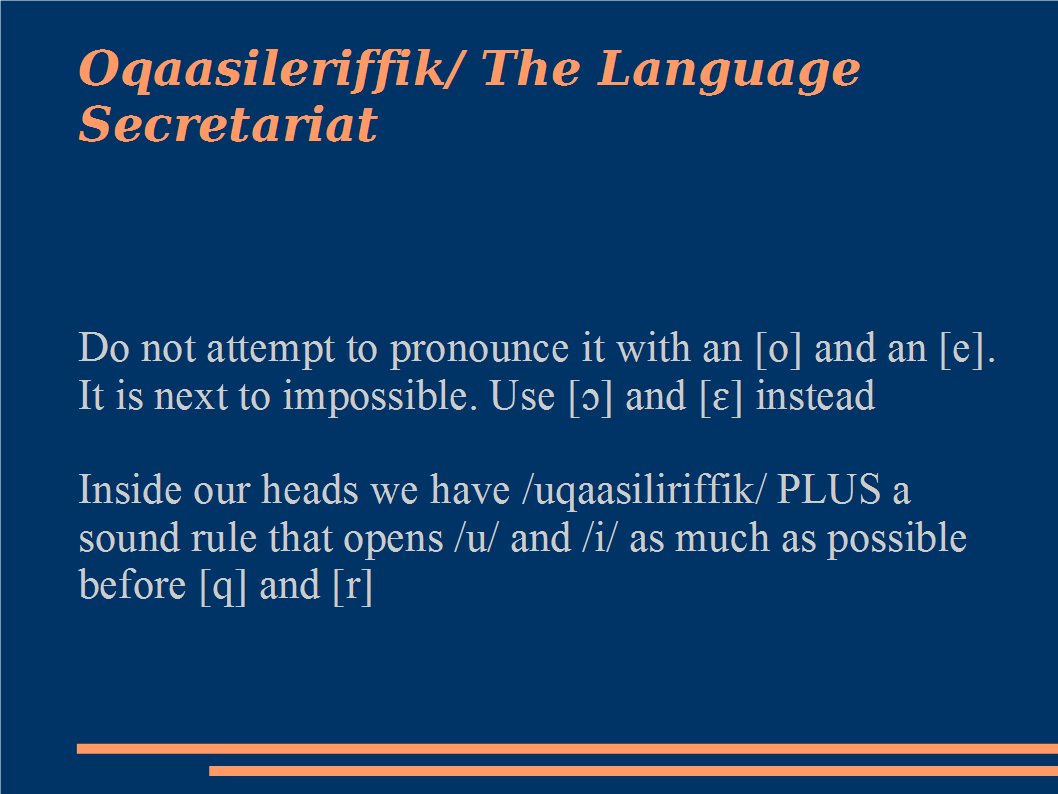 Oqaasileriffik/ The Language
Secretariat
Do not attempt to pronounce it with an [o] and an [e].
It is next to impossible. Use [ɔ] and [ɛ] instead
Inside our heads we have /uqaasiliriffik/ PLUS a
sound rule that opens /u/ and /i/ as much as possible
before [q] and [r]